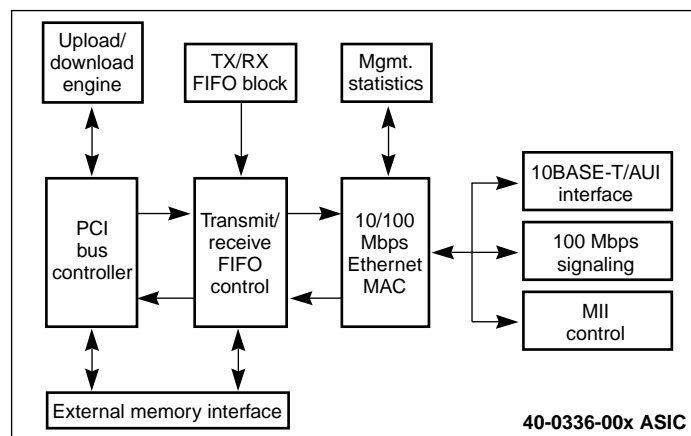 Upload/
download
engine
TX/RX
FIFO block
Mgmt.
statistics
PCI
bus
controller
Transmit/
receive
FIFO
control
10/100
Mbps
Ethernet
MAC
10BASE-T/AUI
interface
100 Mbps
signaling
MII
control
External memory interface
40-0336-00x ASIC